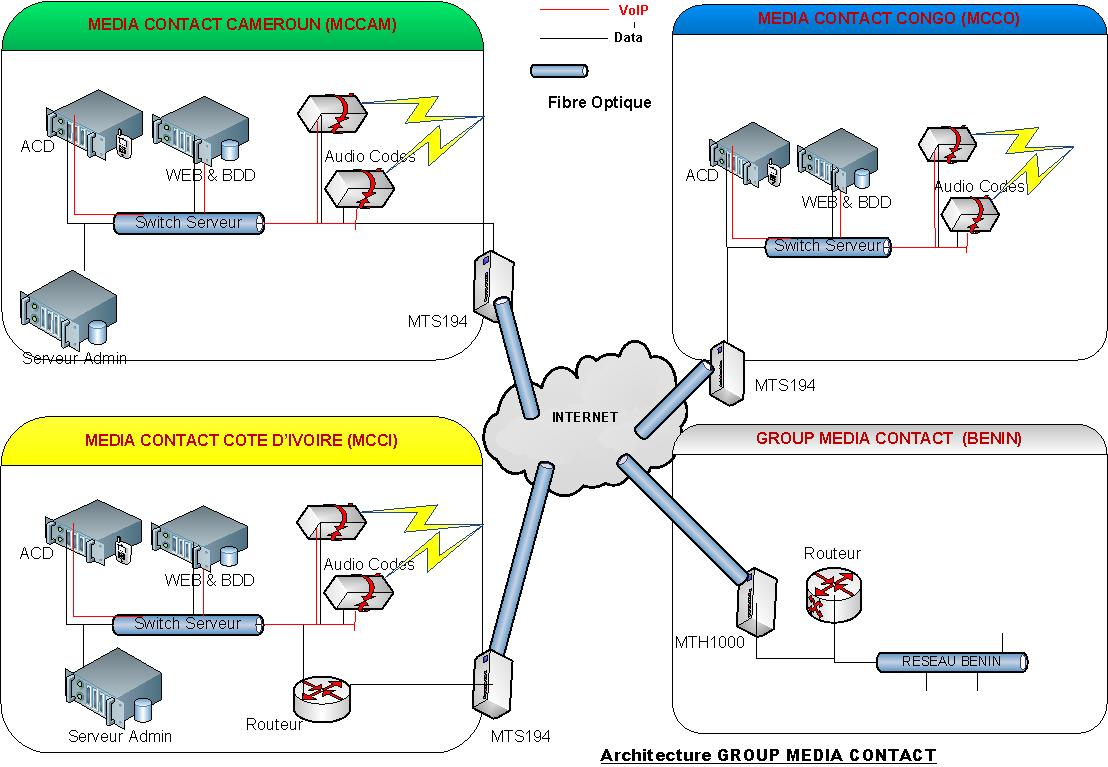 MEDIA CONTACT CAMEROUN (MCCAM)
ACD
WEB & BDD
Audio Codes
Switch Serveur
Serveur Admin
MTS194
VoIP
Data
Fibre Optique
MEDIA CONTACT CONGO (MCCO)
ACD
WEB & BDD
Audio Codes
Switch Serveur
MTS194
INTERNET
MEDIA CONTACT COTE D'IVOIRE (MCCI)
ACD
WEB & BDD
Audio Codes
Switch Serveur
Serveur Admin
Routeur
MTS194
GROUP MEDIA CONTACT (BENIN)
Routeur
MTH1000
RESEAU BENIN
Architecture GROUP MEDIA CONTACT